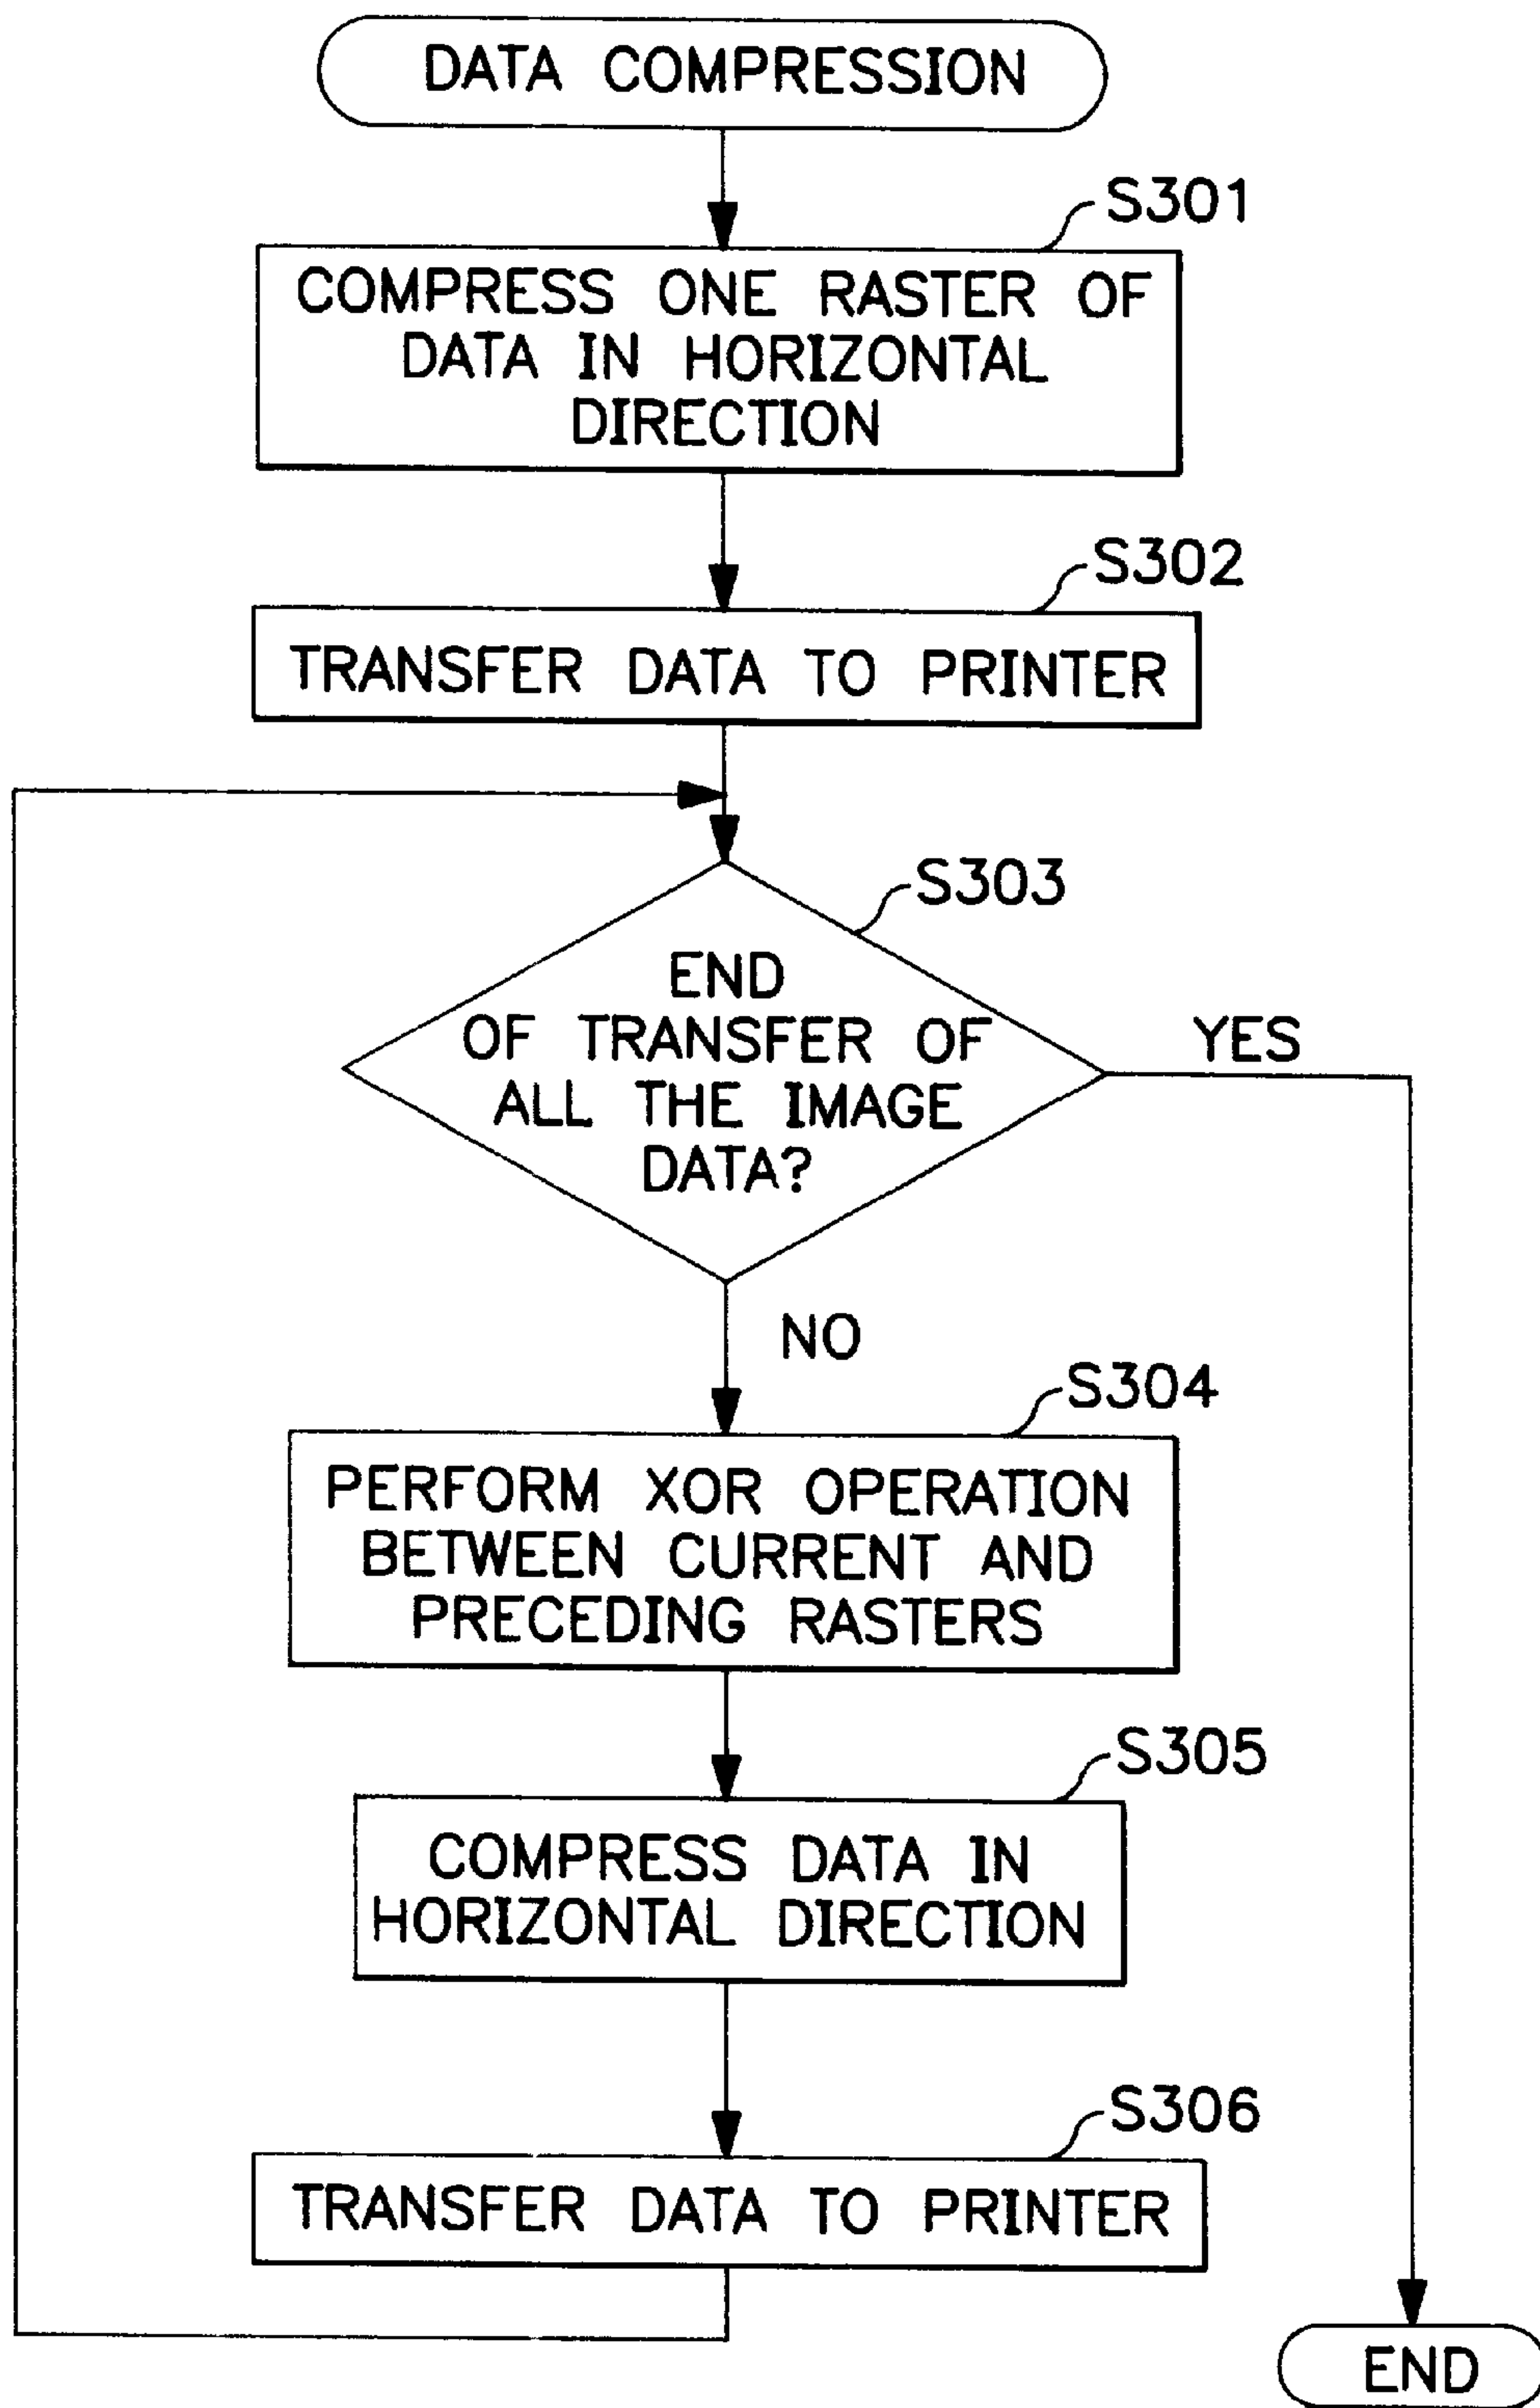 DATA COMPRESSION
S301
COMPRESS ONE RASTER OF
DATA IN HORIZONTAL
DIRECTION
S302
TRANSFER DATA TO PRINTER
S303
END
OF TRANSFER OF
ALL THE IMAGE
DATA?
YES
NO
S304
PERFORM XOR OPERATION
BETWEEN CURRENT AND
PRECEDING RASTERS
S305
COMPRESS DATA IN
HORIZONTAL DIRECTION
S306
TRANSFER DATA TO PRINTER
END